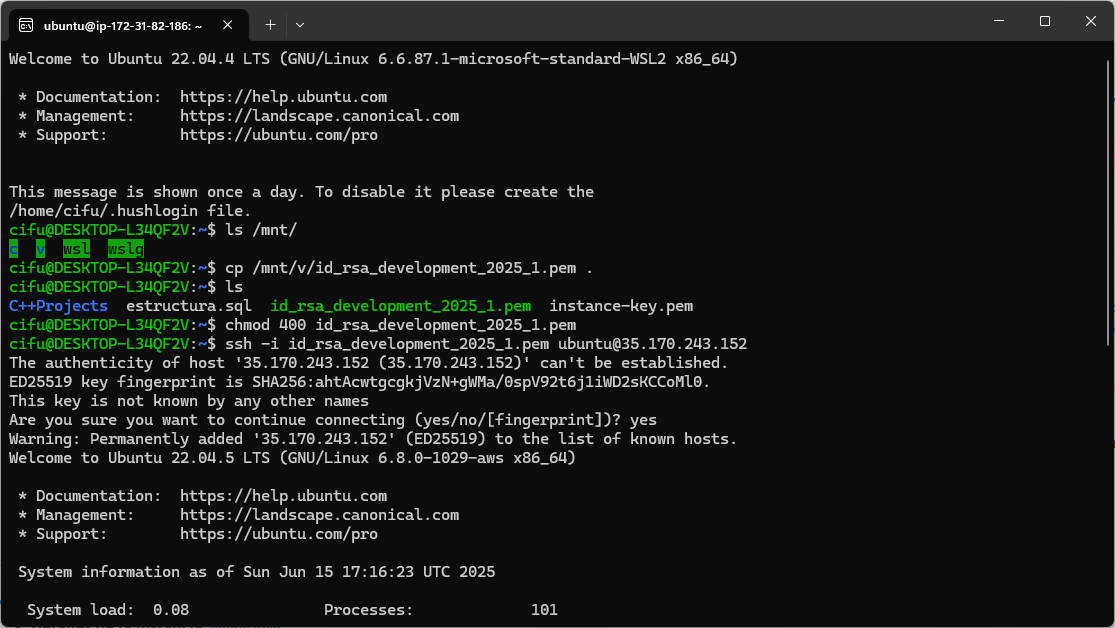 ubuntu@ip-172-31-82-186: ~
Welcome to Ubuntu 22.04.4 LTS (GNU/Linux 6.6.87.1-microsoft-standard-WSL2 x86_64)
* Documentation: https://help.ubuntu.com
* Management: https://landscape.canonical.com
* Support: https://ubuntu.com/pro
This message is shown once a day. To disable it please create the
/home/cifu/.hushlogin file.
cifu@DESKTOP-L34QF2V:~$ ls /mnt/
c v wsl wslg
cifu@DESKTOP-L34QF2V:~$ cp /mnt/v/id_rsa_development_2025_1.pem .
cifu@DESKTOP-L34QF2V:~$ ls
C++Projects estructura.sql id_rsa_development_2025_1.pem instance-key.pem
cifu@DESKTOP-L34QF2V:~$ chmod 400 id_rsa_development_2025_1.pem
cifu@DESKTOP-L34QF2V:~$ ssh -i id_rsa_development_2025_1.pem ubuntu@35.170.243.152
The authenticity of host '35.170.243.152 (35.170.243.152)' can't be established.
ED25519 key fingerprint is SHA256:ahtAcwtgcgkjVzN+gWMa/0spV92t6j1iWD2sKCCoMl0.
This key is not known by any other names
Are you sure you want to continue connecting (yes/no/[fingerprint])? yes
Warning: Permanently added '35.170.243.152' (ED25519) to the list of known hosts.
Welcome to Ubuntu 22.04.5 LTS (GNU/Linux 6.8.0-1029-aws x86_64)
* Documentation: https://help.ubuntu.com
* Management: https://landscape.canonical.com
* Support: https://ubuntu.com/pro
System information as of Sun Jun 15 17:16:23 UTC 2025
System load: 0.08 Processes: 101